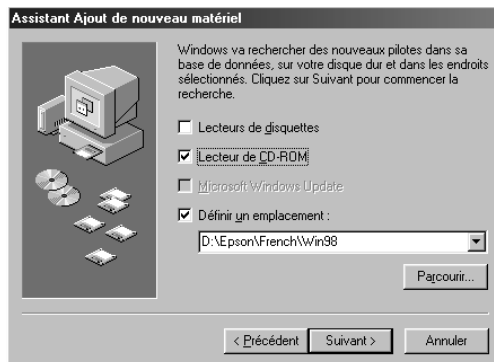 Assistant Ajout de nouveau matériel
Windows va rechercher des nouveaux pilotes dans sa
base de données, sur votre disque dur et dans les endroits
sélectionnés. Cliquez sur Suivant pour commencer la
recherche.
Lecteurs de disquettes
Lecteur de CD-ROM
Microsoft Windows Update
Définir un emplacement :
D:\Epson\French\Win98
Parcourir...
< Précédent
Suivant >
Annuler